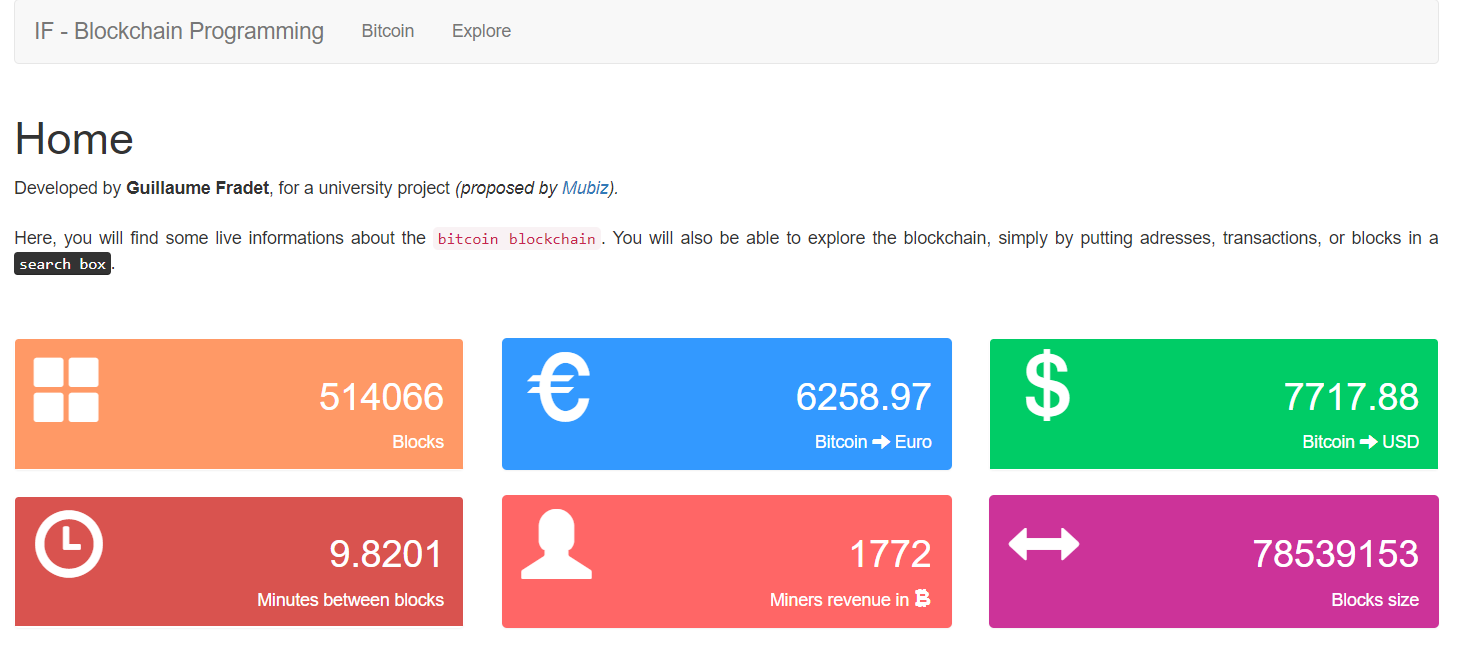 IF - Blockchain Programming Bitcoin Explore
Home
Developed by Guillaume Fradet, for a university project (proposed by Mubiz).
Here, you will find some live informations about the bitcoin blockchain. You will also be able to explore the blockchain, simply by putting adresses, transactions, or blocks in a
search box.
514066
Blocks
6258.97
Bitcoin ➔ Euro
7717.88
Bitcoin ➔ USD
9.8201
Minutes between blocks
1772
Miners revenue in ₿
78539153
Blocks size